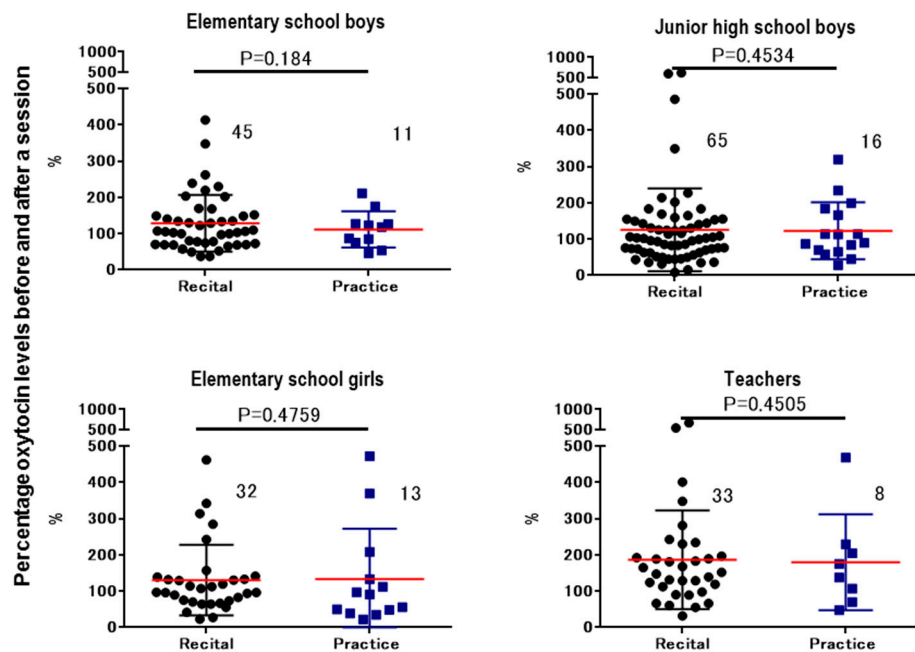 Percentage oxytocin levels before and after a session
Elementary school boys
P=0.184
1000
500
500
400
300
200
100
0
%
45
11
Recital
Practice
Junior high school boys
P=0.4534
1000
500
500
400
300
200
100
0
%
65
16
Recital
Practice
Elementary school girls
P=0.4759
1000
500
500
400
300
200
100
0
%
32
13
Recital
Practice
Teachers
P=0.4505
1000
500
500
400
300
200
100
0
%
33
8
Recital
Practice